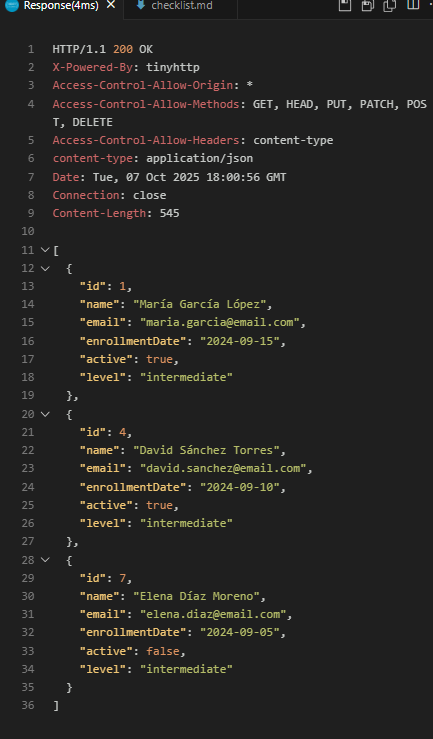 Response(4ms) × checklist.md
1 HTTP/1.1 200 OK
2 X-Powered-By: tinyhttp
3 Access-Control-Allow-Origin: *
4 Access-Control-Allow-Methods: GET, HEAD, PUT, PATCH, POS
T, DELETE
5 Access-Control-Allow-Headers: content-type
6 content-type: application/json
7 Date: Tue, 07 Oct 2025 18:00:56 GMT
8 Connection: close
9 Content-Length: 545
10
11 [
12 {
13 "id": 1,
14 "name": "María García López",
15 "email": "maria.garcia@email.com",
16 "enrollmentDate": "2024-09-15",
17 "active": true,
18 "level": "intermediate"
19 },
20 {
21 "id": 4,
22 "name": "David Sánchez Torres",
23 "email": "david.sanchez@email.com",
24 "enrollmentDate": "2024-09-10",
25 "active": true,
26 "level": "intermediate"
27 },
28 {
29 "id": 7,
30 "name": "Elena Díaz Moreno",
31 "email": "elena.diaz@email.com",
32 "enrollmentDate": "2024-09-05",
33 "active": false,
34 "level": "intermediate"
35 }
36 ]